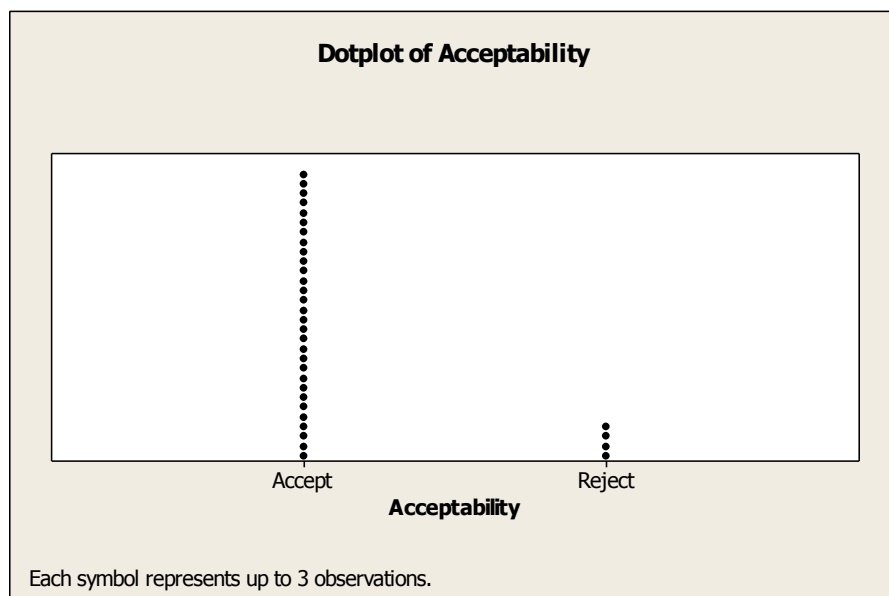 Dotplot of Acceptability
Accept Reject
Acceptability
Each symbol represents up to 3 observations.